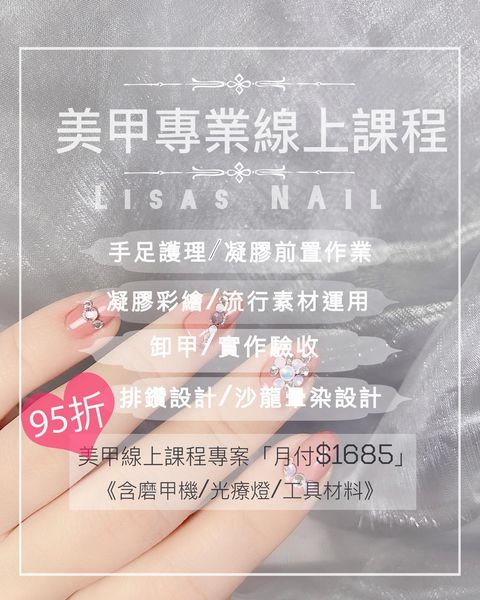 美甲專業線上課程
LISAS NAIL
手足護理/凝膠前置作業
凝膠彩繪/流行素材運用
卸甲/實作驗收
排鑽設計/沙龍暈染設計
95折
美甲線上課程專案「月付$1685」
《含磨甲機/光療燈/工具材料》